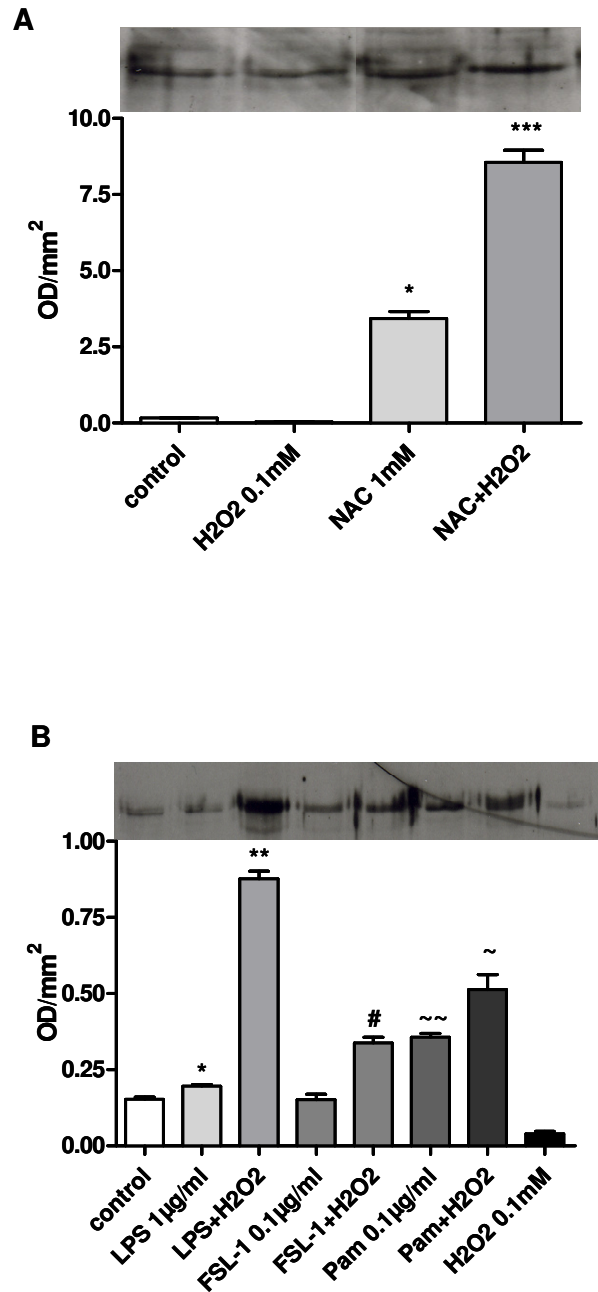 A
10.0
***
7.5
OD/mm²
5.0
*
2.5
0.0
control
H2O2 0.1mM
NAC 1mM
NAC+H2O2
B
1.00
**
0.75
OD/mm²
~
0.50
#
~~
0.25
*
0.00
control
LPS 1µg/ml
LPS+H2O2
FSL-1 0.1µg/ml
FSL-1+H2O2
Pam 0.1µg/ml
Pam+H2O2
H2O2 0.1mM